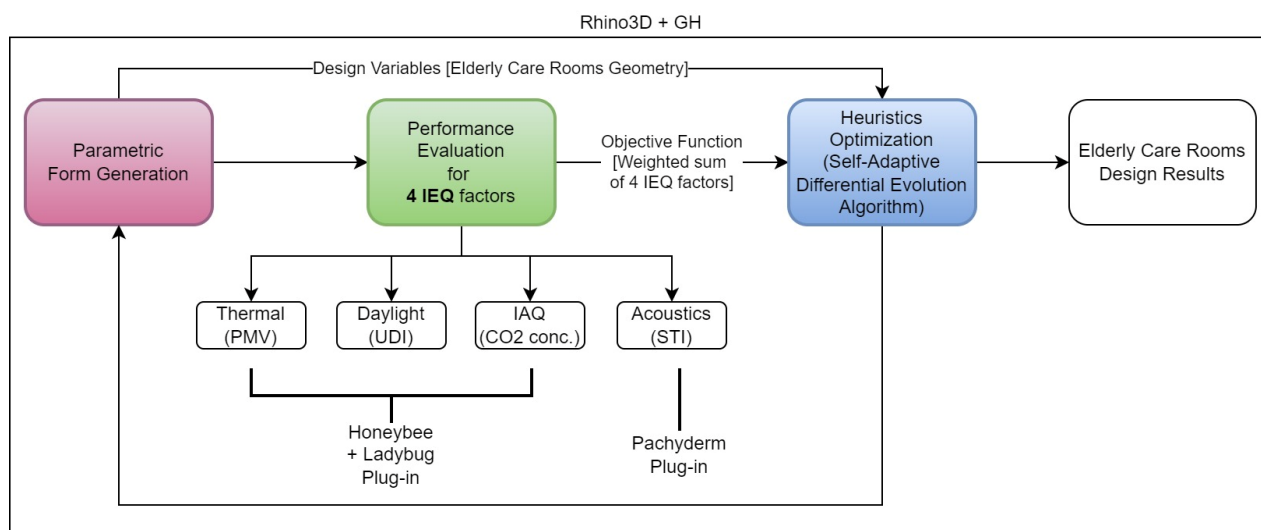 Rhino3D + GH
Design Variables [Elderly Care Rooms Geometry]
Parametric
Form Generation
Performance
Evaluation
for
4 IEQ factors
Objective Function
[Weighted sum
of 4 IEQ factors]
Heuristics
Optimization
(Self-Adaptive
Differential Evolution
Algorithm)
Elderly Care Rooms
Design Results
Thermal
(PMV)
Daylight
(UDI)
IAQ
(CO2 conc.)
Acoustics
(STI)
Honeybee
+ Ladybug
Plug-in
Pachyderm
Plug-in